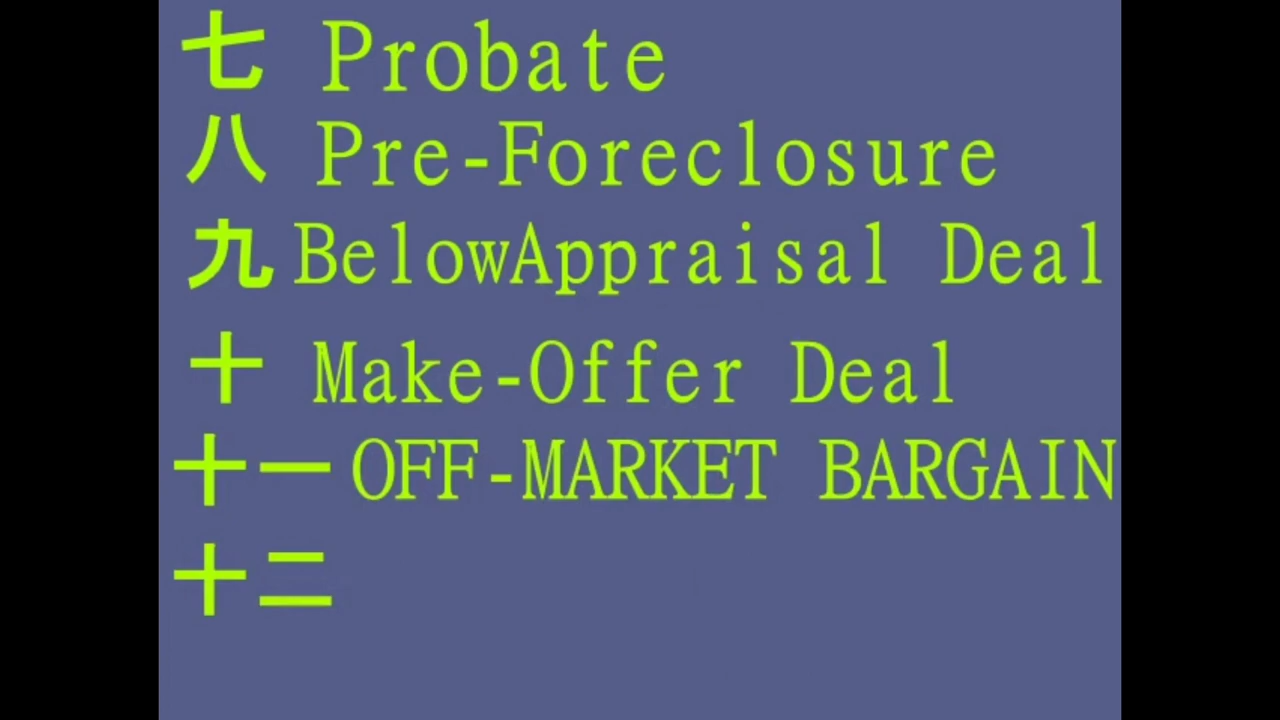 七 Probate
八 Pre-Foreclosure
九 BelowAppraisal Deal
十 Make-Offer Deal
十一 OFF-MARKET BARGAIN
十二